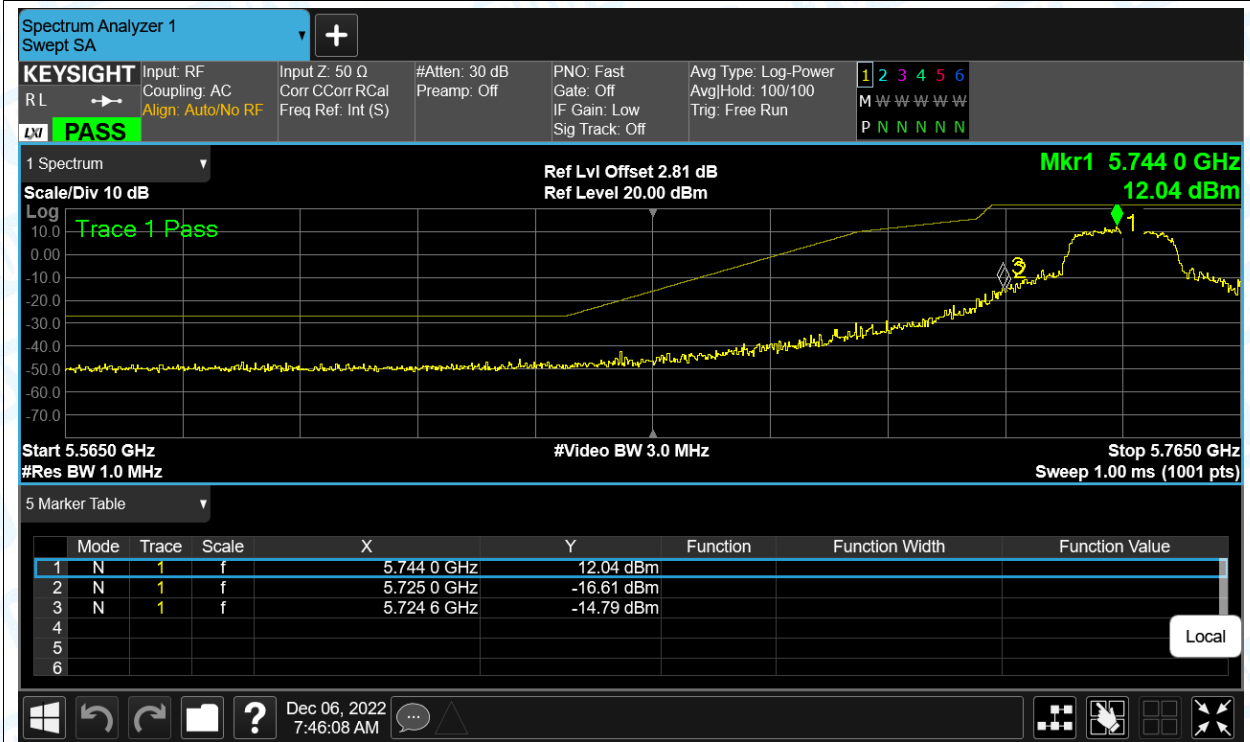 Spectrum Analyzer 1
Swept SA
KEYSIGHT
R L
LXI PASS
Input: RF
Coupling: AC
Align: Auto/No RF
Input Z: 50 Ω
Corr CCorr RCal
Freq Ref: Int (S)
#Atten: 30 dB
Preamp: Off
PNO: Fast
Gate: Off
IF Gain: Low
Sig Track: Off
Avg Type: Log-Power
Avg|Hold: 100/100
Trig: Free Run
1 2 3 4 5 6
M W W W W W
P N N N N N
1 Spectrum
Scale/Div 10 dB
Ref Lvl Offset 2.81 dB
Ref Level 20.00 dBm
Mkr1 5.744 0 GHz
12.04 dBm
Log
Trace 1 Pass
10.0
0.00
-10.0
-20.0
-30.0
-40.0
-50.0
-60.0
-70.0
1
3
2
Start 5.5650 GHz
#Res BW 1.0 MHz
#Video BW 3.0 MHz
Stop 5.7650 GHz
Sweep 1.00 ms (1001 pts)
5 Marker Table
Mode Trace Scale X Y Function Function Width Function Value
1 N 1 f 5.744 0 GHz 12.04 dBm
2 N 1 f 5.725 0 GHz -16.61 dBm
3 N 1 f 5.724 6 GHz -14.79 dBm
4
5
6
Local
?
Dec 06, 2022
7:46:08 AM